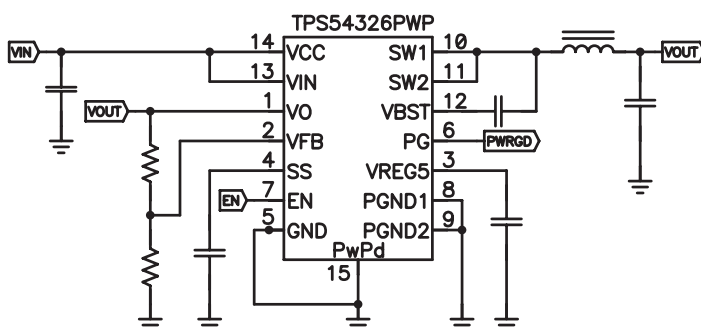 TPS54326PWP
VIN 14 VCC SW1 10 VOUT
13 VIN SW2 11
VOUT 1 VO VBST 12
2 VFB PG 6 PWRGD
4 SS VREG5 3
EN 7 EN PGND1 8
5 GND PGND2 9
PwPd
15